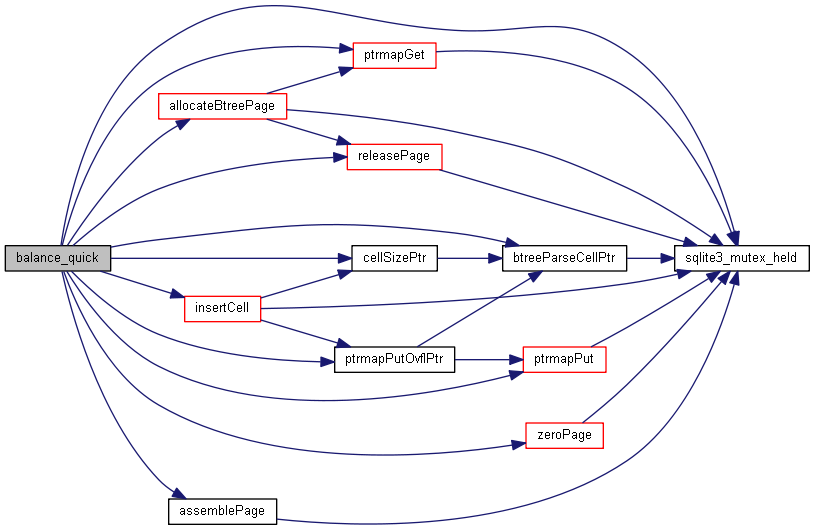 ptrmapGet
allocateBtreePage
releasePage
balance_quick
cellSizePtr
btreeParseCellPtr
sqlite3_mutex_held
insertCell
ptrmapPutOvflPtr
ptrmapPut
zeroPage
assemblePage